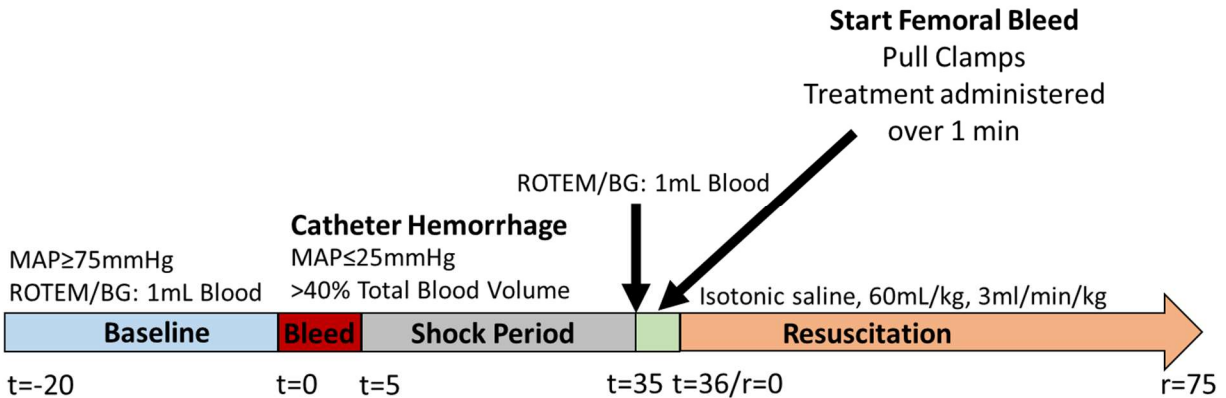 Start Femoral Bleed
Pull Clamps
Treatment administered
over 1 min
ROTEM/BG: 1mL Blood
Catheter Hemorrhage
MAP≤25mmHg
>40% Total Blood Volume
MAP≥75mmHg
ROTEM/BG: 1mL Blood
Isotonic saline, 60mL/kg, 3ml/min/kg
Baseline
Bleed
Shock Period
Resuscitation
t=-20
t=0
t=5
t=35
t=36/r=0
r=75